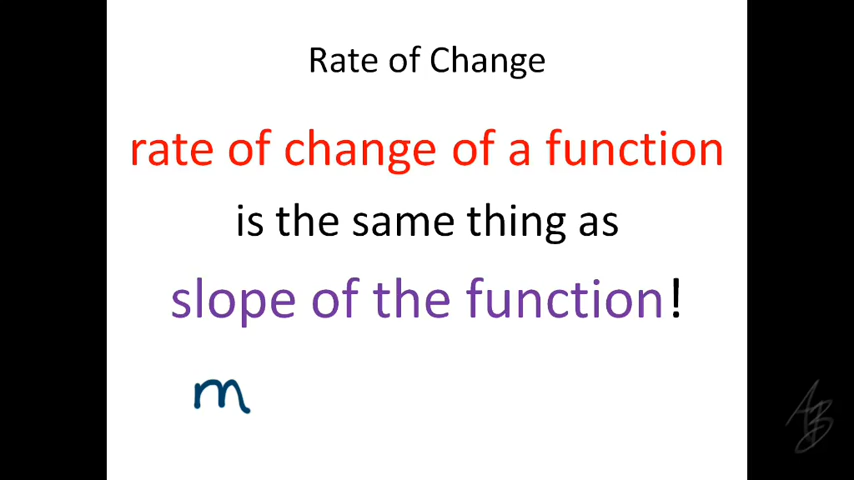 Rate of Change
rate of change of a function
is the same thing as
slope of the function!
m